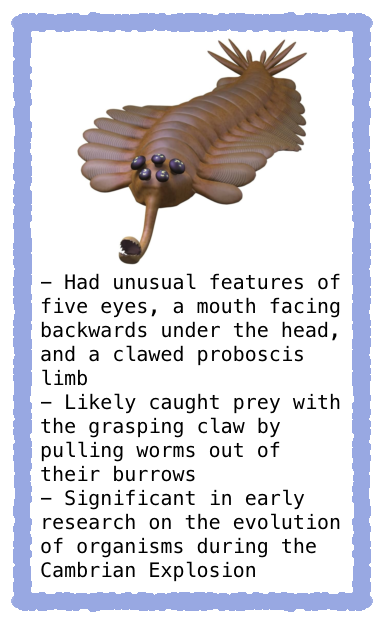 – Had unusual features of
five eyes, a mouth facing
backwards under the head,
and a clawed proboscis
limb
– Likely caught prey with
the grasping claw by
pulling worms out of
their burrows
– Significant in early
research on the evolution
of organisms during the
Cambrian Explosion